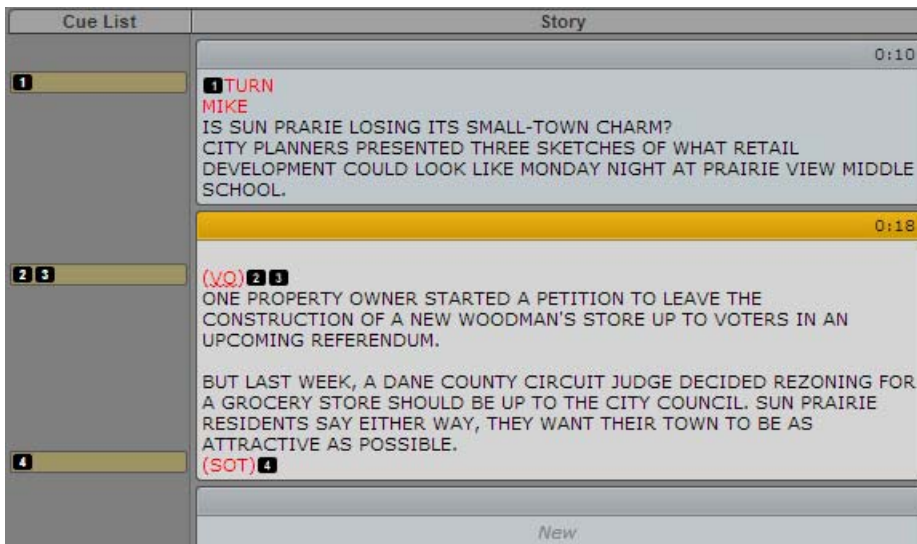 Cue List Story
0:10
1 1 TURN
MIKE
IS SUN PRARIE LOSING ITS SMALL-TOWN CHARM?
CITY PLANNERS PRESENTED THREE SKETCHES OF WHAT RETAIL
DEVELOPMENT COULD LOOK LIKE MONDAY NIGHT AT PRAIRIE VIEW MIDDLE
SCHOOL.
0:18
2 3 (VO) 2 3
ONE PROPERTY OWNER STARTED A PETITION TO LEAVE THE
CONSTRUCTION OF A NEW WOODMAN'S STORE UP TO VOTERS IN AN
UPCOMING REFERENDUM.
BUT LAST WEEK, A DANE COUNTY CIRCUIT JUDGE DECIDED REZONING FOR
A GROCERY STORE SHOULD BE UP TO THE CITY COUNCIL. SUN PRAIRIE
RESIDENTS SAY EITHER WAY, THEY WANT THEIR TOWN TO BE AS
ATTRACTIVE AS POSSIBLE.
4 (SOT) 4
New